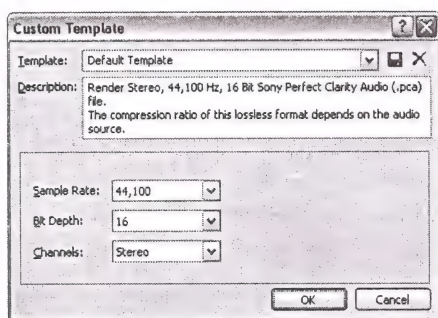 Custom Template
Template: Default Template
Description: Render Stereo, 44,100 Hz, 16 Bit Sony Perfect Clarity Audio (.pca)
file.
The compression ratio of this lossless format depends on the audio
source.
Sample Rate: 44,100
Bit Depth: 16
Channels: Stereo
OK Cancel